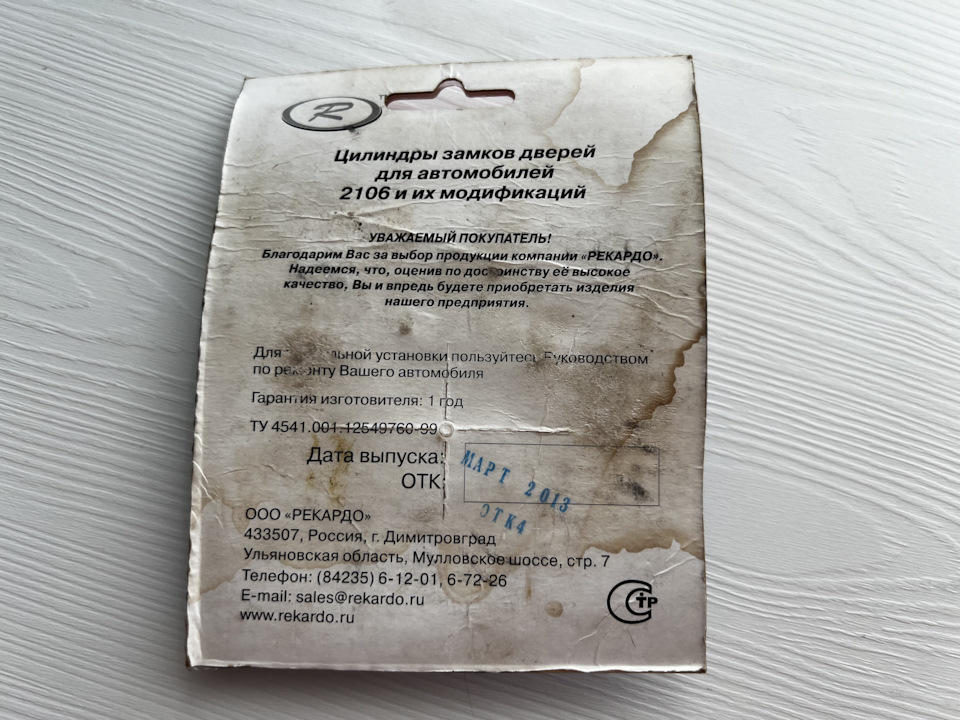 R
Цилиндры замков дверей
для автомобилей
2106 и их модификаций
УВАЖАЕМЫЙ ПОКУПАТЕЛЬ!
Благодарим Вас за выбор продукции компании «РЕКАРДО».
Надеемся, что, оценив по достоинству её высокое
качество, Вы и впредь будете приобретать изделия
нашего предприятия.
Для установки пользуйтесь Руководством
по ремонту Вашего автомобиля
Гарантия изготовителя: 1 год
ТУ 4541.001.12549760-99
Дата выпуска:
МАРТ 2013
ОТК:
ОТК4
ООО «РЕКАРДО»
433507, Россия, г. Димитровград
Ульяновская область, Мулловское шоссе, стр. 7
Телефон: (84235) 6-12-01, 6-72-26
E-mail: sales@rekardo.ru
www.rekardo.ru